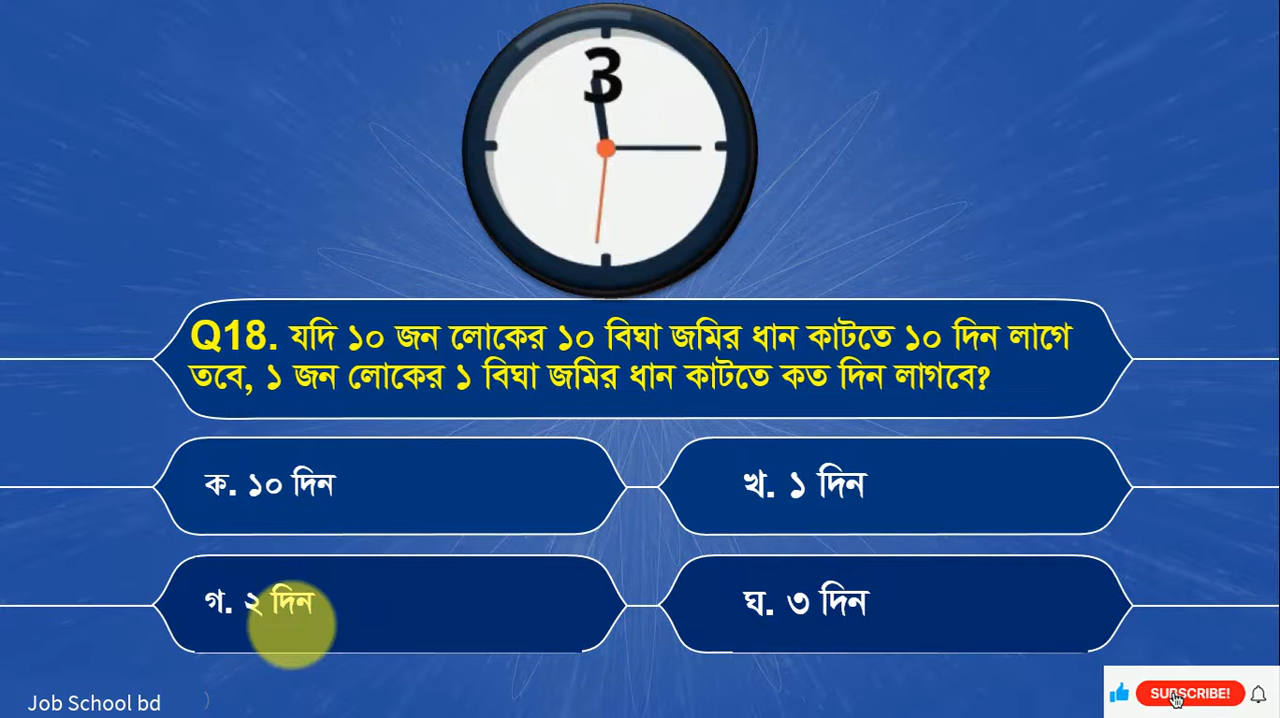 3
Q18. যদি ১০ জন লোকের ১০ বিঘা জমির ধান কাটতে ১০ দিন লাগে
তবে, ১ জন লোকের ১ বিঘা জমির ধান কাটতে কত দিন লাগবে?
ক. ১০ দিন
খ. ১ দিন
গ. ২ দিন
ঘ. ৩ দিন
Job School bd
SUBSCRIBE!